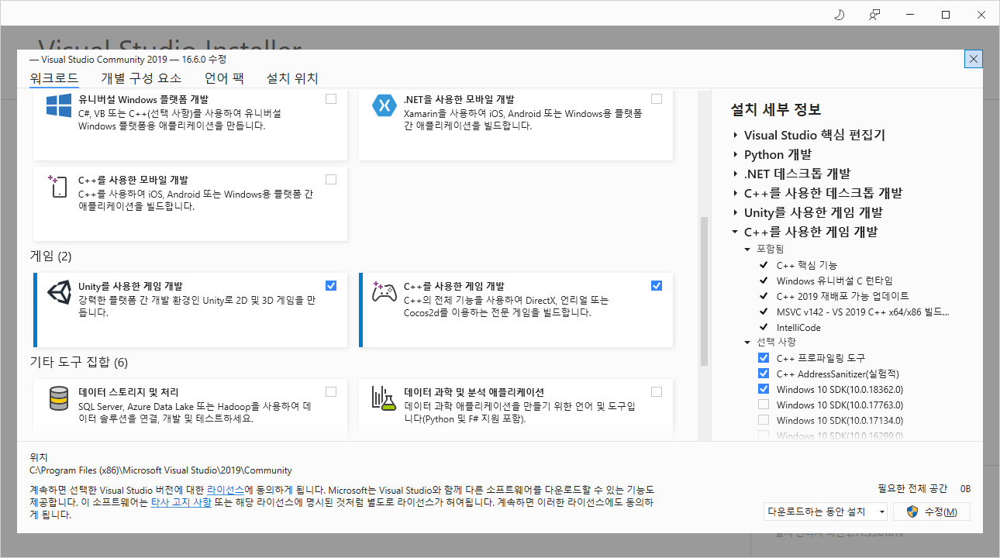 Visual Studio Installer
— Visual Studio Community 2019 — 16.6.0 수정
워크로드 개별 구성 요소 언어 팩 설치 위치
유니버설 Windows 플랫폼 개발
C#, VB 또는 C++(선택 사항)를 사용하여 유니버설
Windows 플랫폼용 애플리케이션을 만듭니다.
.NET을 사용한 모바일 개발
Xamarin을 사용하여 iOS, Android 또는 Windows용 플랫폼
간 애플리케이션을 빌드합니다.
C++를 사용한 모바일 개발
C++를 사용하여 iOS, Android 또는 Windows용 플랫폼 간
애플리케이션을 빌드합니다.
게임 (2)
Unity를 사용한 게임 개발
강력한 플랫폼 간 개발 환경인 Unity로 2D 및 3D 게임을 만
듭니다.
C++를 사용한 게임 개발
C++의 전체 기능을 사용하여 DirectX, 언리얼 또는
Cocos2d를 이용하는 전문 게임을 빌드합니다.
기타 도구 집합 (6)
데이터 스토리지 및 처리
SQL Server, Azure Data Lake 또는 Hadoop을 사용하여 데
이터 솔루션을 연결, 개발 및 테스트하세요.
데이터 과학 및 분석 애플리케이션
데이터 과학 애플리케이션을 만들기 위한 언어 및 도구입
니다(Python 및 F# 지원 포함).
설치 세부 정보
Visual Studio 핵심 편집기
Python 개발
.NET 데스크톱 개발
C++를 사용한 데스크톱 개발
Unity를 사용한 게임 개발
C++를 사용한 게임 개발
포함됨
C++ 핵심 기능
Windows 유니버설 C 런타임
C++ 2019 재배포 가능 업데이트
MSVC v142 - VS 2019 C++ x64/x86 빌드...
IntelliCode
선택 사항
C++ 프로파일링 도구
C++ AddressSanitizer(실험적)
Windows 10 SDK(10.0.18362.0)
Windows 10 SDK(10.0.17763.0)
Windows 10 SDK(10.0.17134.0)
Windows 10 SDK(10.0.16299.0)
위치
C:\Program Files (x86)\Microsoft Visual Studio\2019\Community
계속하면 선택한 Visual Studio 버전에 대한 라이선스에 동의하게 됩니다. Microsoft는 Visual Studio와 함께 다른 소프트웨어를 다운로드할 수 있는 기능도
제공합니다. 이 소프트웨어는 타사 고지 사항 또는 해당 라이선스에 명시된 것처럼 별도로 라이선스가 허여됩니다. 계속하면 이러한 라이선스에도 동의하
게 됩니다.
필요한 전체 공간 0B
다운로드하는 동안 설치
수정(M)